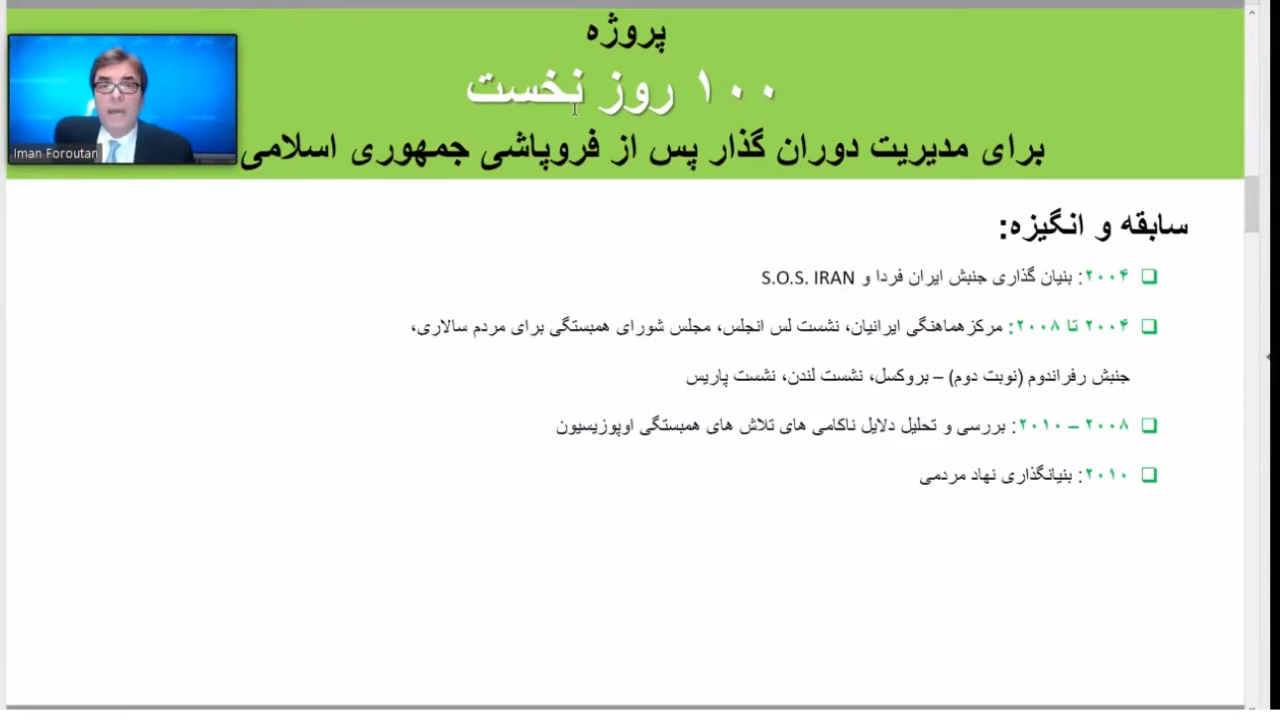 پروژه
۱۰۰ روز نخست
برای مدیریت دوران گذار پس از فروپاشی جمهوری اسلامی
Iman Foroutan
سابقه و انگیزه:
۲۰۰۴: بنیان گذاری جنبش ایران فردا و S.O.S. IRAN
۲۰۰۴ تا ۲۰۰۸: مرکزهماهنگی ایرانیان، نشست لس انجلس، مجلس شورای همبستگی برای مردم سالاری،
جنبش رفراندوم (نوبت دوم) – بروکسل، نشست لندن، نشست پاریس
۲۰۰۸ – ۲۰۱۰: بررسی و تحلیل دلایل ناکامی های تلاش های همبستگی اوپوزیسیون
۲۰۱۰: بنیانگذاری نهاد مردمی